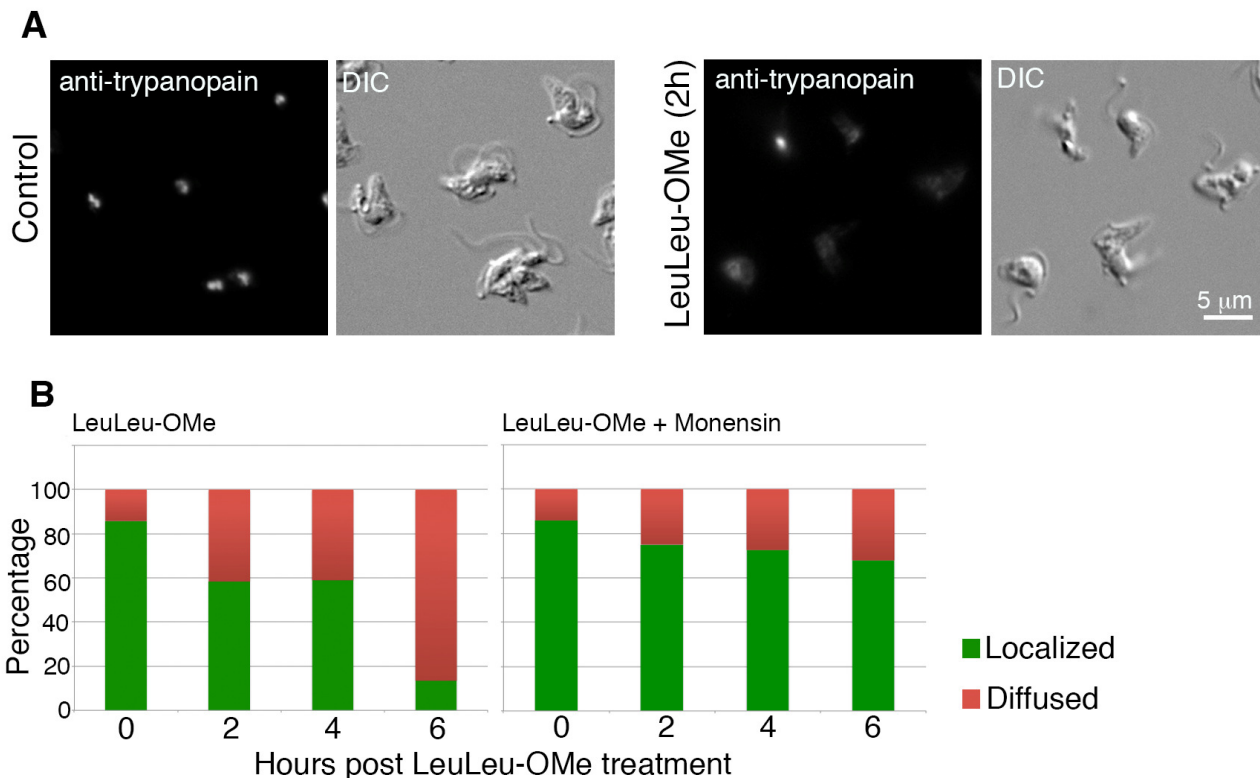 A
anti-trypanopain
DIC
anti-trypanopain
DIC
Control
LeuLeu-OMe (2h)
5 μm
B
LeuLeu-OMe
LeuLeu-OMe + Monensin
Percentage
100
80
60
40
20
0
0 2 4 6
0 2 4 6
Hours post LeuLeu-OMe treatment
Localized
Diffused